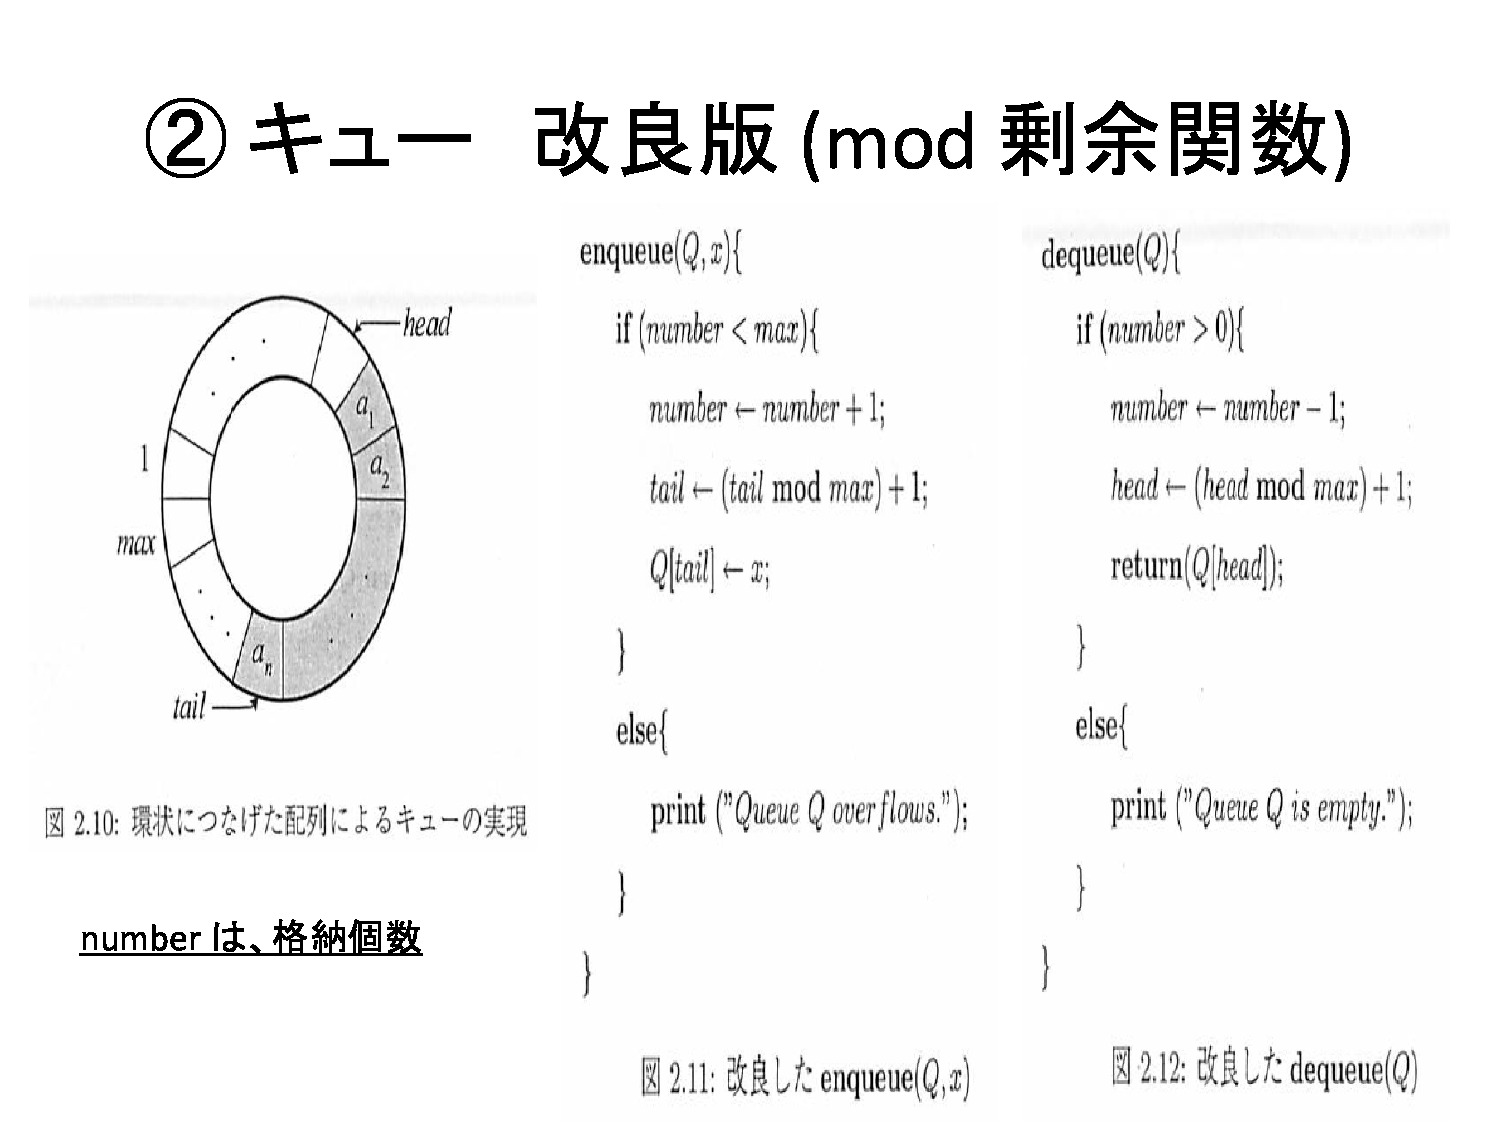 ② キュー　改良版 (mod 剰余関数)
head
a1
a2
1
max
an
tail
図 2.10: 環状につなげた配列によるキューの実現
number は、格納個数
enqueue(Q, x){
if (number < max){
number ← number + 1;
tail ← (tail mod max) + 1;
Q[tail] ← x;
}
else{
print ("Queue Q overflows.");
}
}
図 2.11: 改良した enqueue(Q, x)
dequeue(Q){
if (number > 0){
number ← number − 1;
head ← (head mod max) + 1;
return(Q[head]);
}
else{
print ("Queue Q is empty.");
}
}
図 2.12: 改良した dequeue(Q)